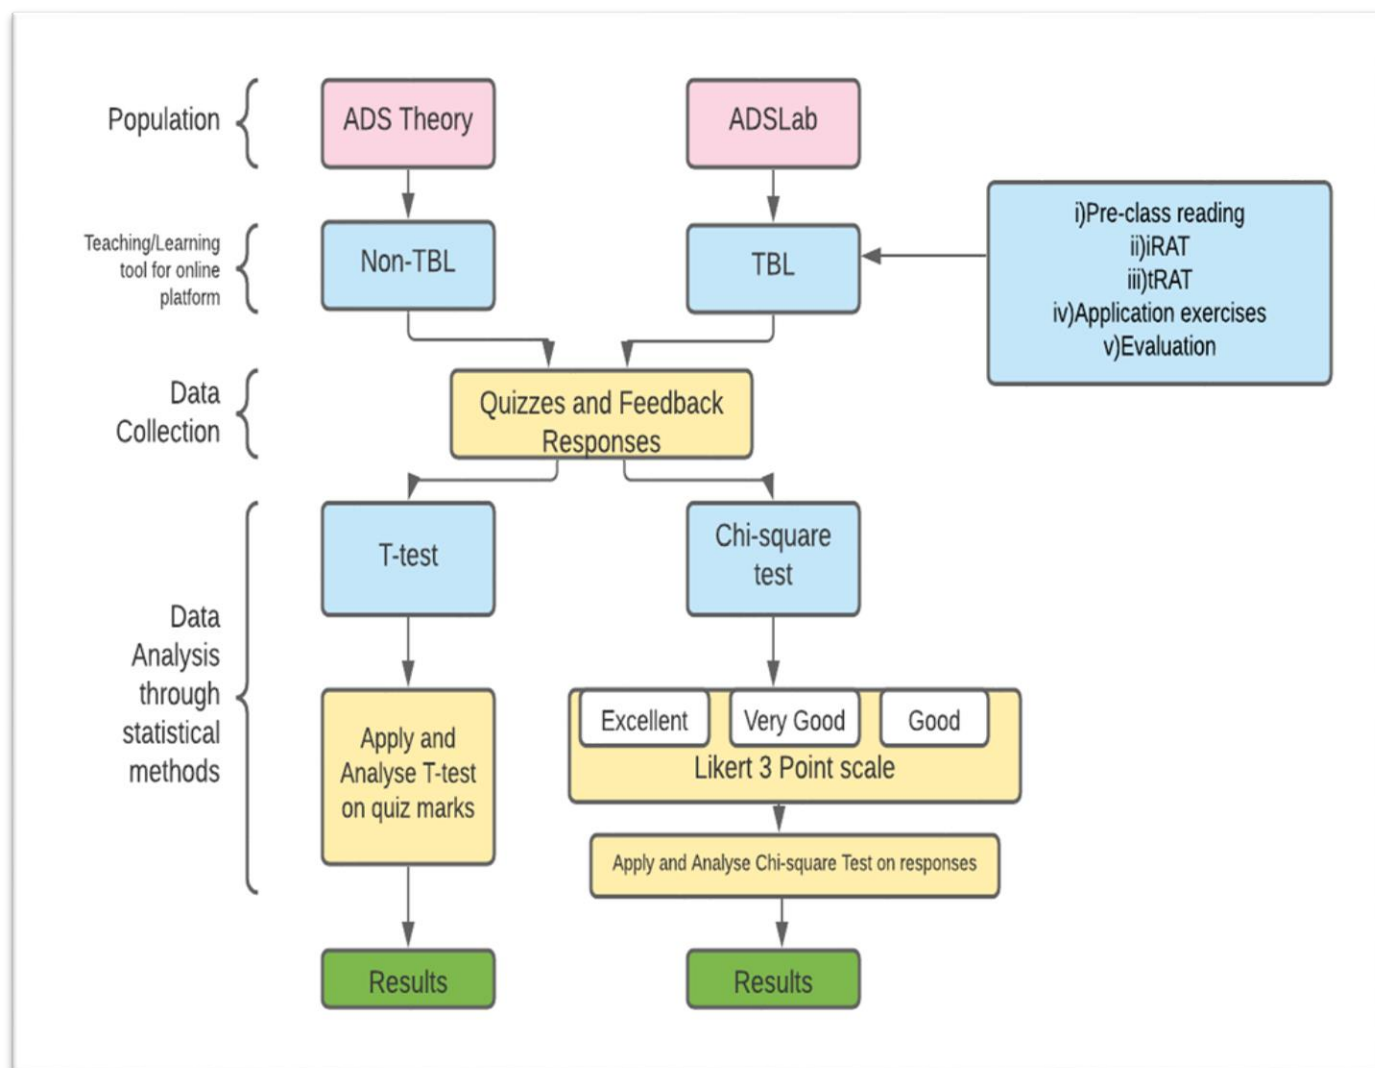 Population
ADS Theory
ADSLab
Teaching/Learning
tool for online
platform
Non-TBL
TBL
i)Pre-class reading
ii)iRAT
iii)tRAT
iv)Application exercises
v)Evaluation
Data
Collection
Quizzes and Feedback
Responses
Data
Analysis
through
statistical
methods
T-test
Chi-square
test
Apply and
Analyse T-test
on quiz marks
Excellent
Very Good
Good
Likert 3 Point scale
Apply and Analyse Chi-square Test on responses
Results
Results